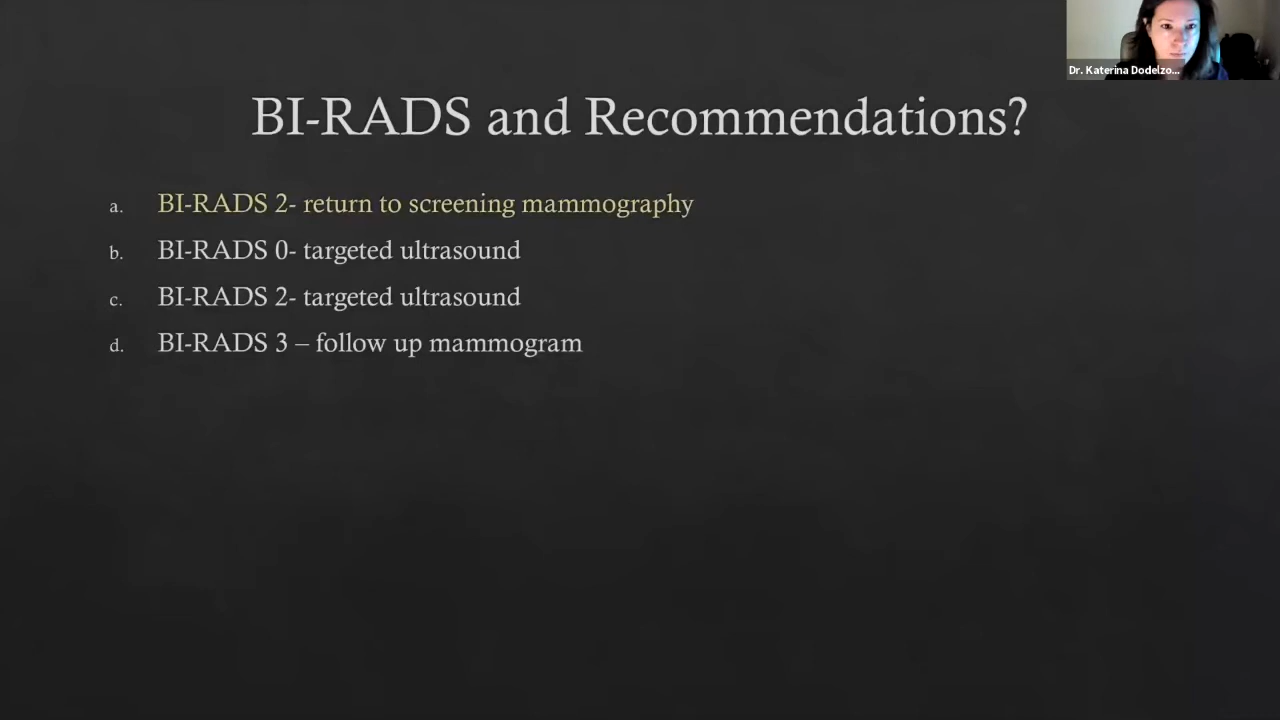 Dr. Katerina Dodelzo...
BI-RADS and Recommendations?
a. BI-RADS 2- return to screening mammography
b. BI-RADS 0- targeted ultrasound
c. BI-RADS 2- targeted ultrasound
d. BI-RADS 3 – follow up mammogram